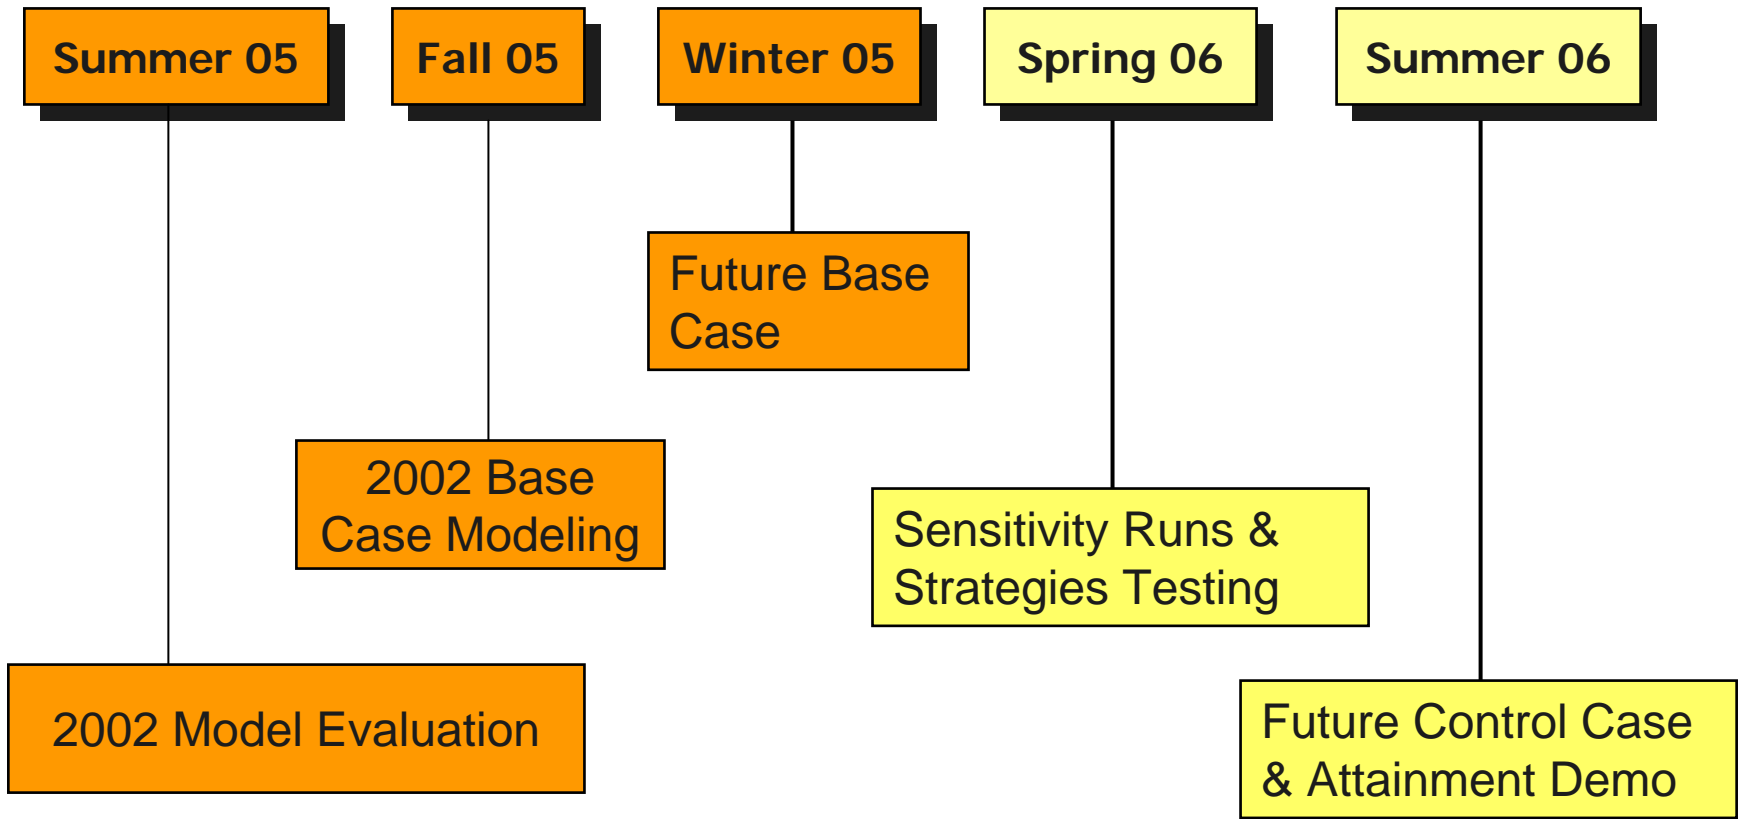 Summer 05
Fall 05
Winter 05
Spring 06
Summer 06
Future Base
Case
2002 Base
Case Modeling
Sensitivity Runs &
Strategies Testing
2002 Model Evaluation
Future Control Case
& Attainment Demo